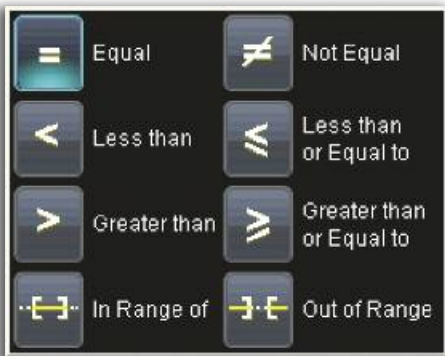 = Equal
≠ Not Equal
< Less than
≤ Less than
or Equal to
> Greater than
≥ Greater than
or Equal to
In Range of
Out of Range